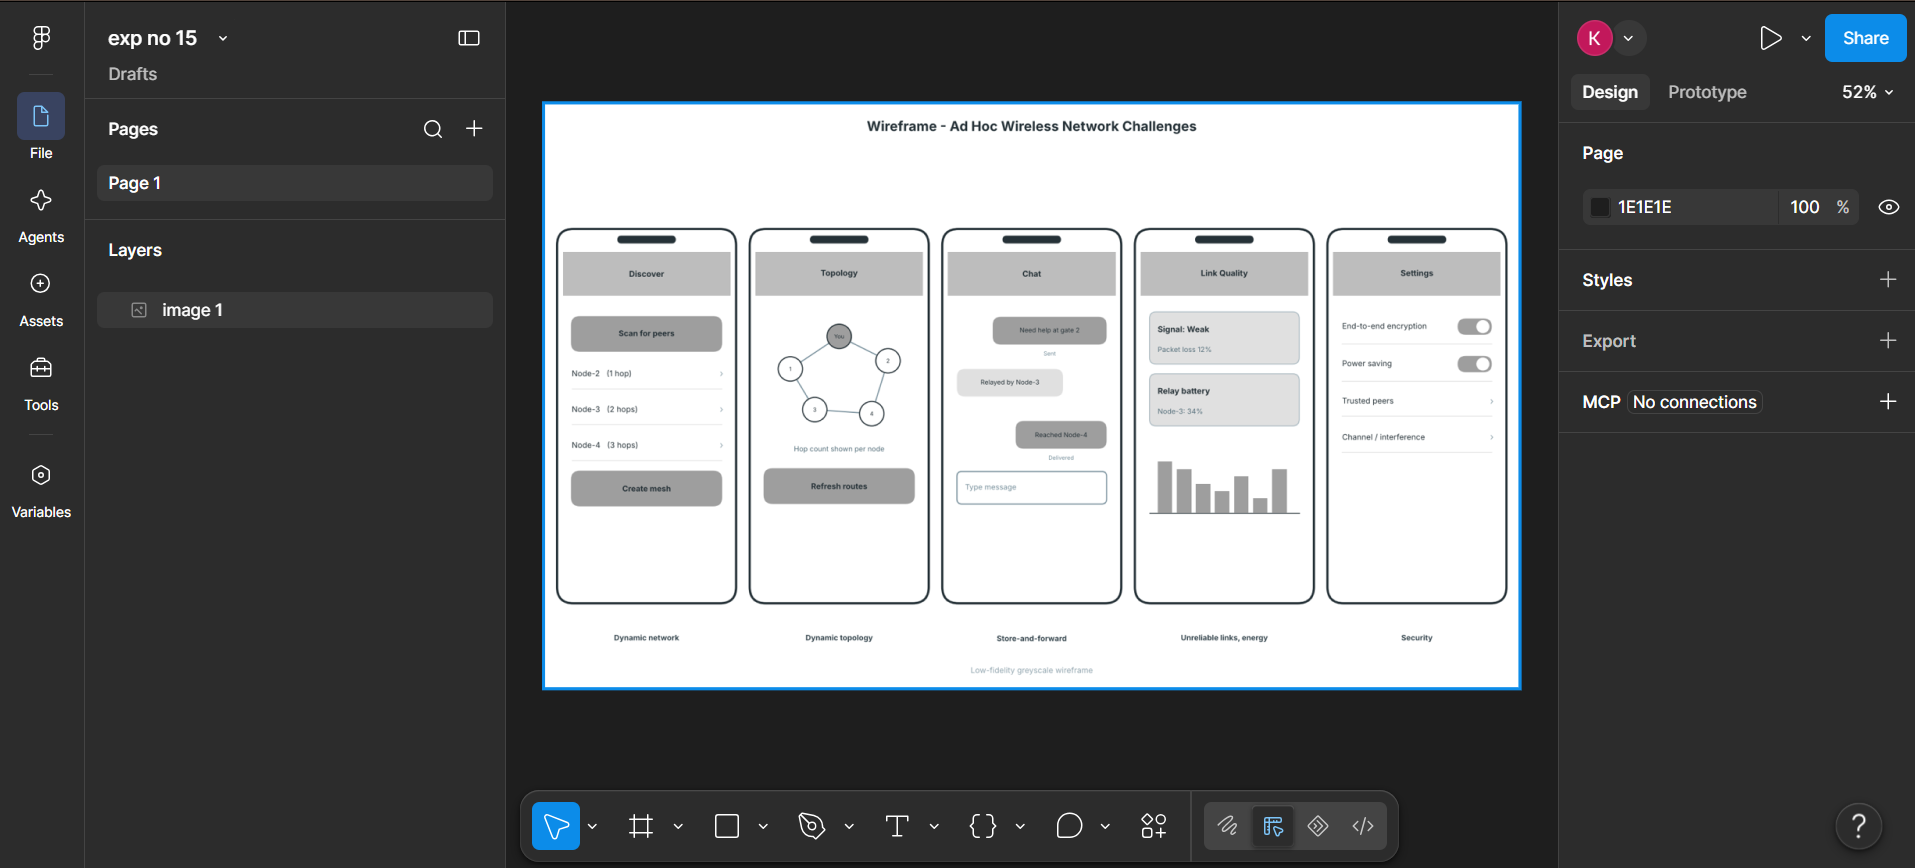 exp no 15
Drafts
File
Agents
Assets
Tools
Variables
Pages
Page 1
Layers
image 1
Wireframe - Ad Hoc Wireless Network Challenges
Discover
Scan for peers
Node-2 (1 hop)
Node-3 (2 hops)
Node-4 (3 hops)
Create mesh
Dynamic network
Topology
You
1
2
3
4
Hop count shown per node
Refresh routes
Dynamic topology
Chat
Need help at gate 2
Sent
Relayed by Node-3
Reached Node-4
Delivered
Type message
Store-and-forward
Link Quality
Signal: Weak
Packet loss 12%
Relay battery
Node-3: 34%
Unreliable links, energy
Settings
End-to-end encryption
Power saving
Trusted peers
Channel / interference
Security
Low-fidelity greyscale wireframe
K
Share
Design
Prototype
52%
Page
1E1E1E
100 %
Styles
Export
MCP No connections
?